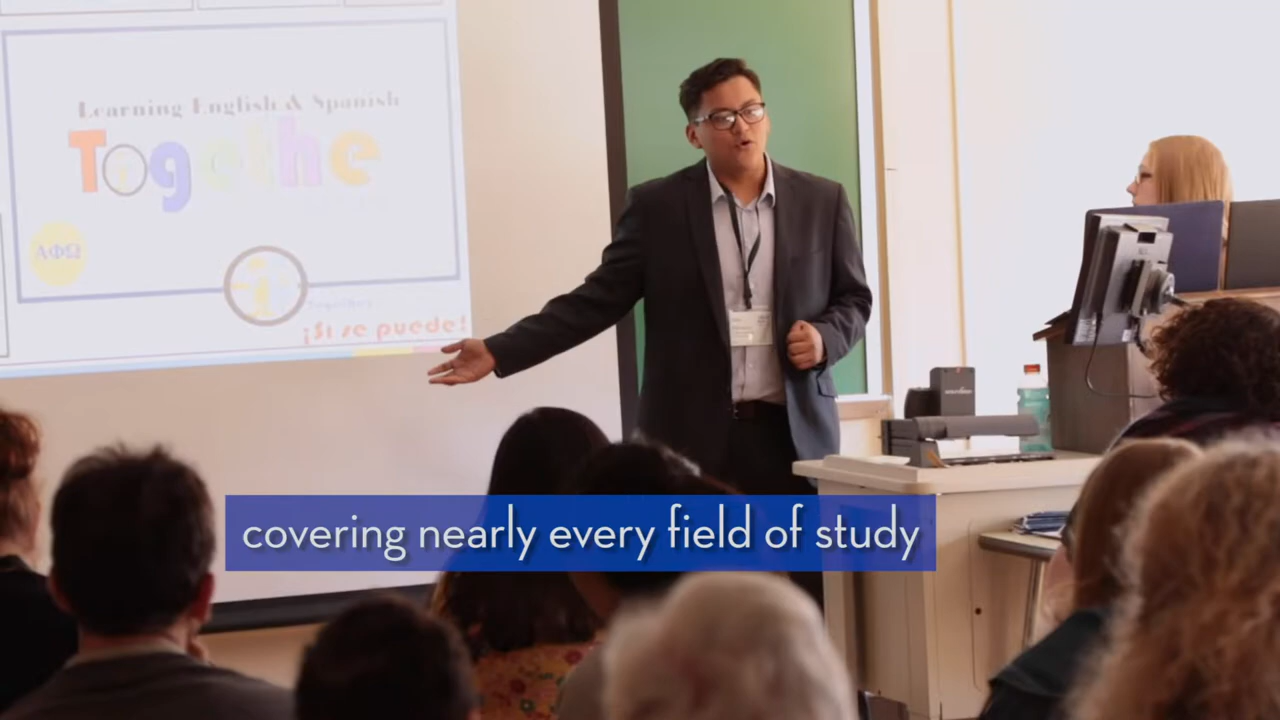 Learning English & Spanish
Togethe
ΑΦΩ
¡Sí se puede!
covering nearly every field of study